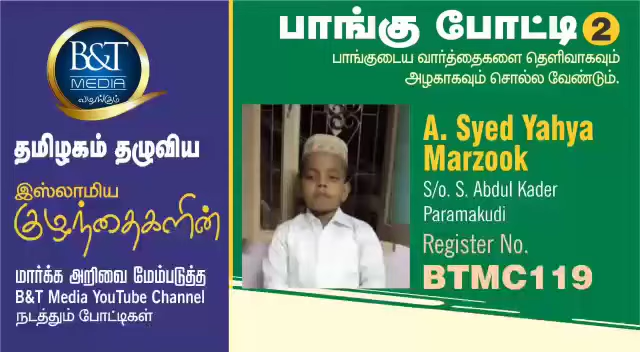 B&T
MEDIA
வழங்கும்
தமிழகம் தழுவிய
இஸ்லாமிய
குழந்தைகளின்
மார்க்க அறிவை மேம்படுத்த
B&T Media YouTube Channel
நடத்தும் போட்டிகள்
பாங்கு போட்டி 2
பாங்குடைய வார்த்தைகளை தெளிவாகவும்
அழகாகவும் சொல்ல வேண்டும்.
A. Syed Yahya
Marzook
S/o. S. Abdul Kader
Paramakudi
Register No.
BTMC119